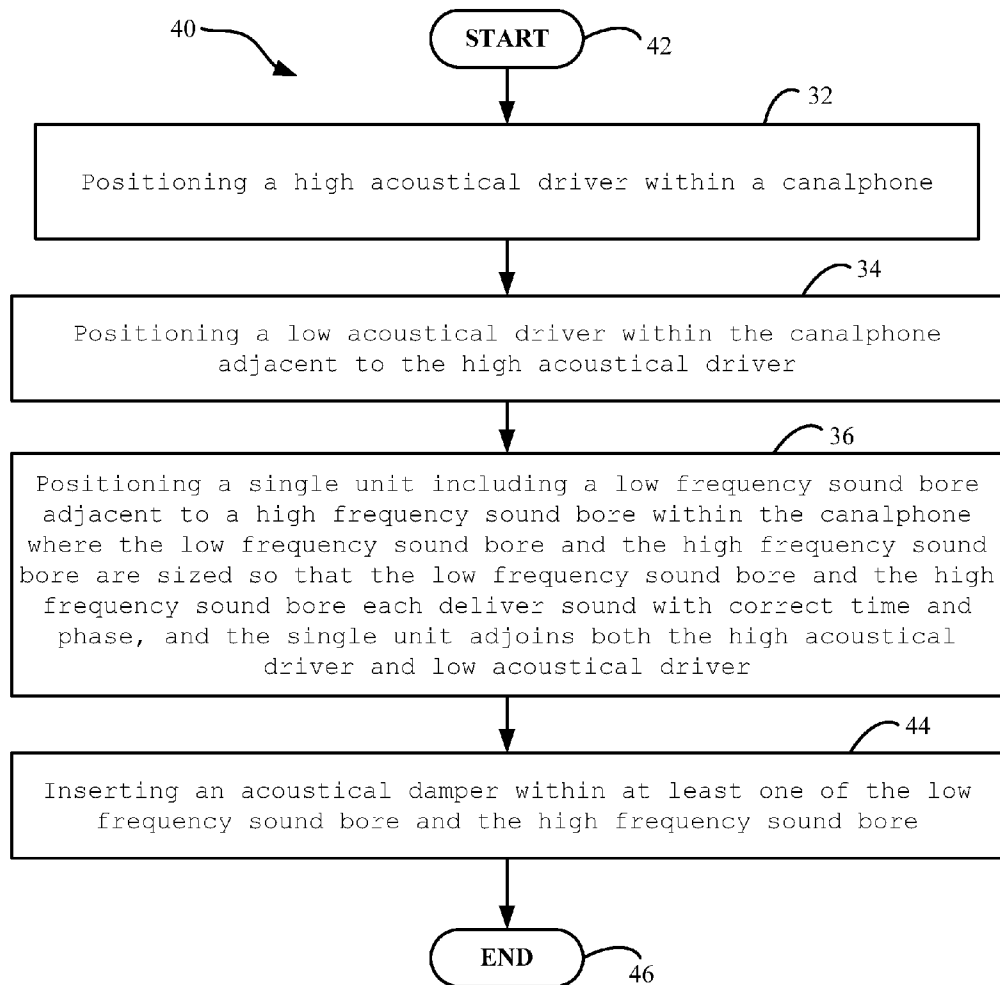 40
START
42
32
Positioning a high acoustical driver within a canalphone
34
Positioning a low acoustical driver within the canalphone
adjacent to the high acoustical driver
36
Positioning a single unit including a low frequency sound bore
adjacent to a high frequency sound bore within the canalphone
where the low frequency sound bore and the high frequency sound
bore are sized so that the low frequency sound bore and the high
frequency sound bore each deliver sound with correct time and
phase, and the single unit adjoins both the high acoustical
driver and low acoustical driver
44
Inserting an acoustical damper within at least one of the low
frequency sound bore and the high frequency sound bore
END
46